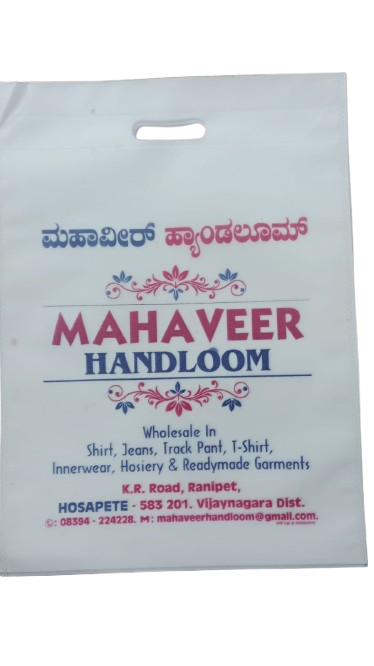 ಮಹಾವೀರ್ ಹ್ಯಾಂಡಲೂಮ್
MAHAVEER
HANDLOOM
Wholesale In
Shirt, Jeans, Track Pant, T-Shirt,
Innerwear, Hosiery & Readymade Garments
K.R. Road, Ranipet,
HOSAPETE - 583 201. Vijaynagara Dist.
✆: 08394 - 224228. M: mahaveerhandloom@gmail.com.